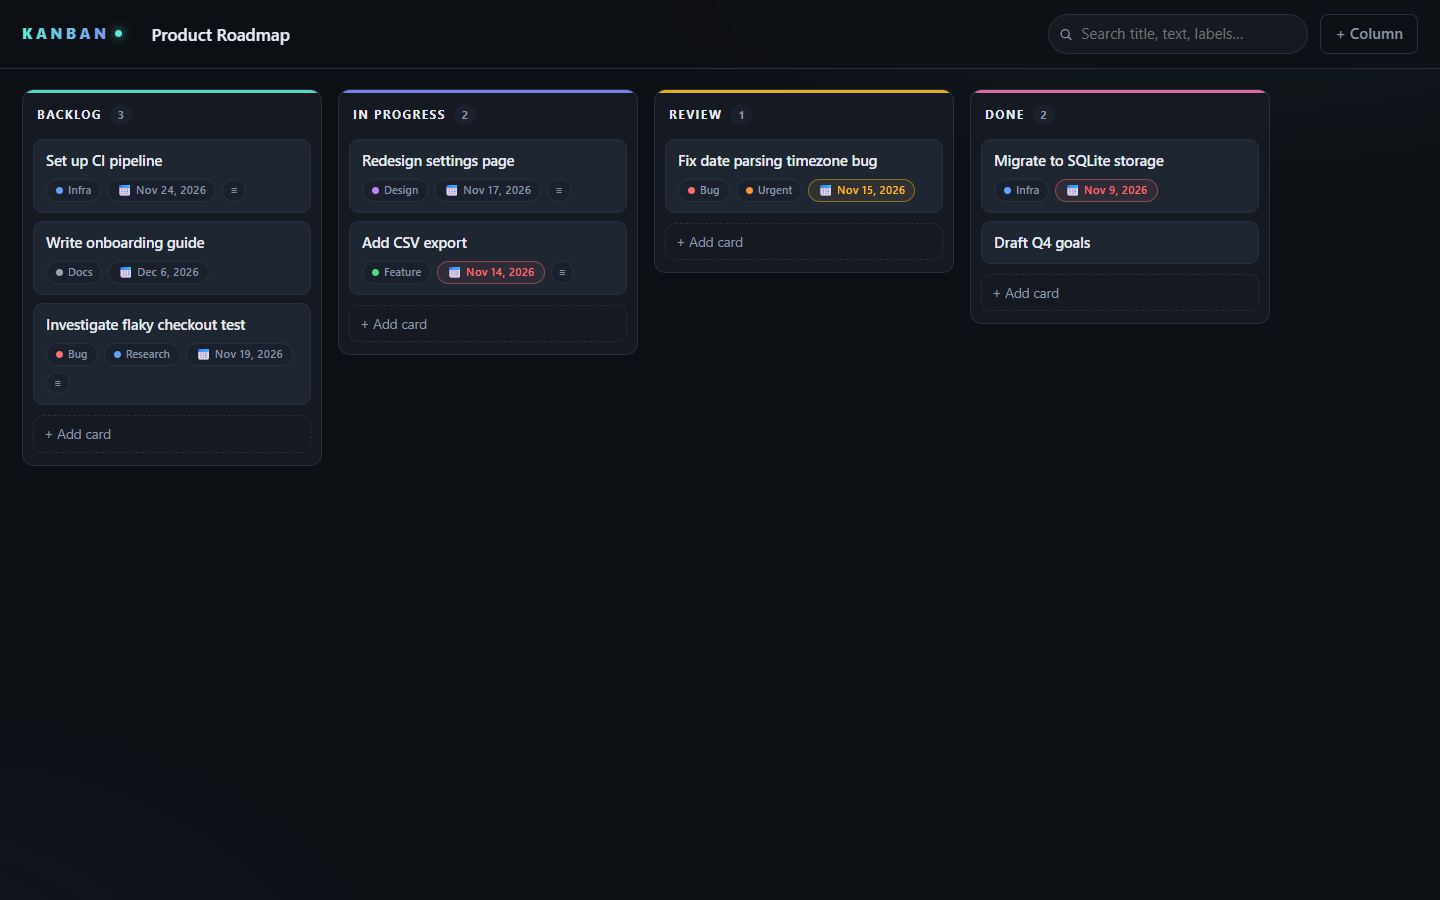 KANBAN
Product Roadmap
Search title, text, labels...
+ Column
BACKLOG 3
Set up CI pipeline
Infra Nov 24, 2026 ≡
Write onboarding guide
Docs Dec 6, 2026
Investigate flaky checkout test
Bug Research Nov 19, 2026
≡
+ Add card
IN PROGRESS 2
Redesign settings page
Design Nov 17, 2026 ≡
Add CSV export
Feature Nov 14, 2026 ≡
+ Add card
REVIEW 1
Fix date parsing timezone bug
Bug Urgent Nov 15, 2026
+ Add card
DONE 2
Migrate to SQLite storage
Infra Nov 9, 2026
Draft Q4 goals
+ Add card